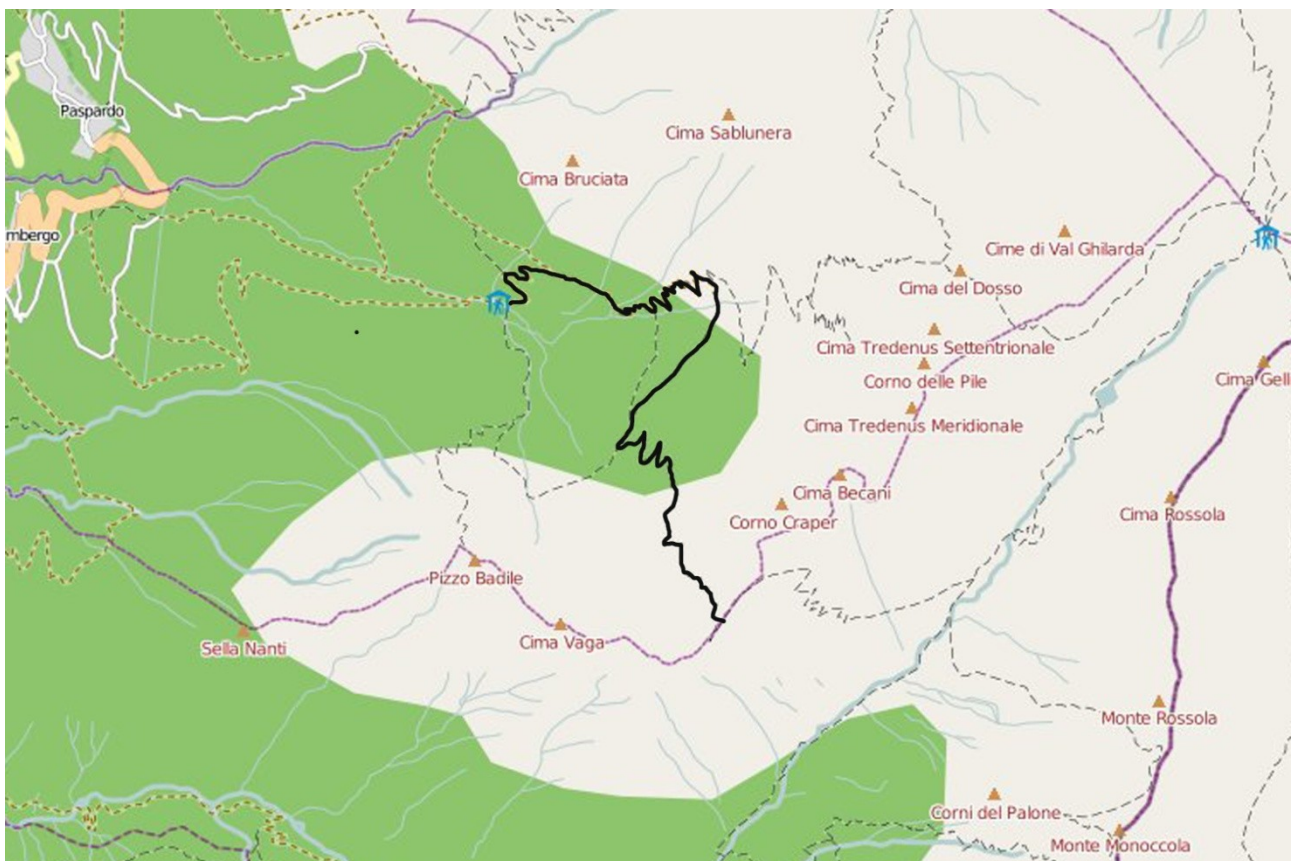 Paspardo
mbergo
Cima Sablunera
Cima Bruciata
Cime di Val Ghilarda
Cima del Dosso
Cima Tredenus Settentrionale
Corno delle Pile
Cima Gell
Cima Tredenus Meridionale
Cima Becani
Corno Craper
Cima Rossola
Pizzo Badile
Sella Nanti
Cima Vaga
Monte Rossola
Corni del Palone
Monte Monoccola